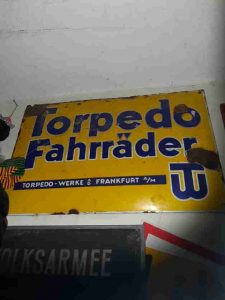 Torpedo
Fahrräder
TORPEDO-WERKE FRANKFURT A/M
TW
OLKSARMEE